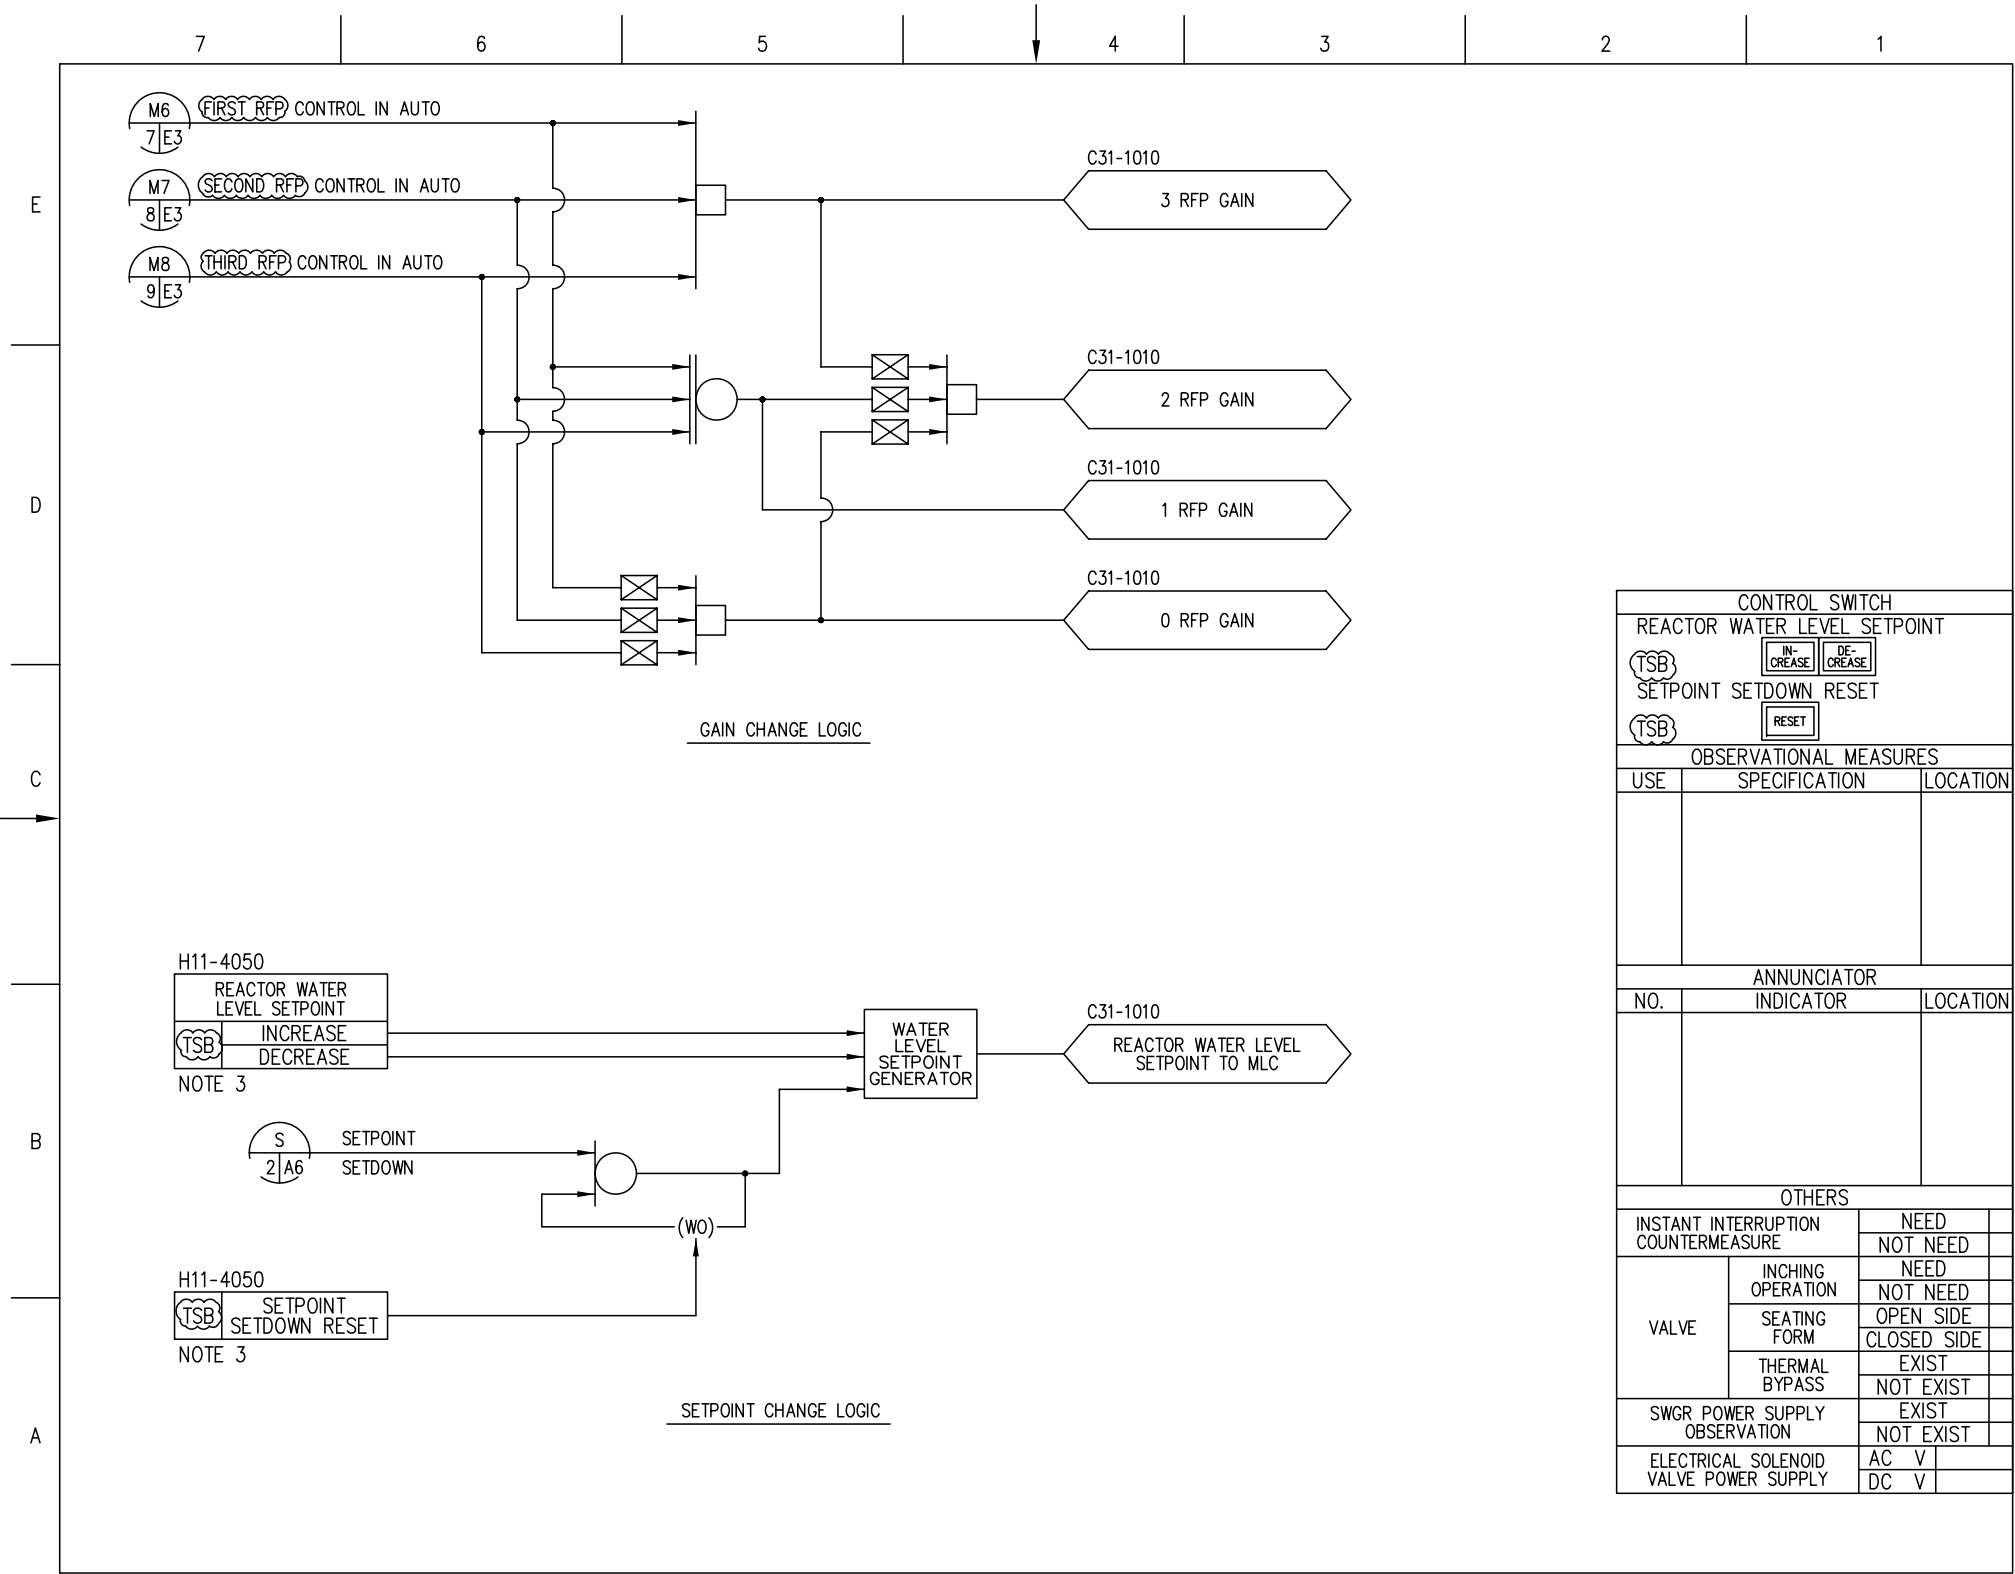 7 6 5 4 3 2 1
E
D
C
B
A
M6
7 E3
FIRST RFP CONTROL IN AUTO
M7
8 E3
SECOND RFP CONTROL IN AUTO
M8
9 E3
THIRD RFP CONTROL IN AUTO
C31-1010
3 RFP GAIN
C31-1010
2 RFP GAIN
C31-1010
1 RFP GAIN
C31-1010
0 RFP GAIN
GAIN CHANGE LOGIC
H11-4050
REACTOR WATER
LEVEL SETPOINT
TSB
INCREASE
DECREASE
NOTE 3
WATER
LEVEL
SETPOINT
GENERATOR
C31-1010
REACTOR WATER LEVEL
SETPOINT TO MLC
S
2 A6
SETPOINT
SETDOWN
(WO)
H11-4050
TSB
SETPOINT
SETDOWN RESET
NOTE 3
SETPOINT CHANGE LOGIC
CONTROL SWITCH
REACTOR WATER LEVEL SETPOINT
TSB
IN-
CREASE
DE-
CREASE
SETPOINT SETDOWN RESET
TSB
RESET
OBSERVATIONAL MEASURES
USE SPECIFICATION LOCATION
ANNUNCIATOR
NO. INDICATOR LOCATION
OTHERS
INSTANT INTERRUPTION
COUNTERMEASURE
NEED
NOT NEED
VALVE
INCHING
OPERATION
NEED
NOT NEED
SEATING
FORM
OPEN SIDE
CLOSED SIDE
THERMAL
BYPASS
EXIST
NOT EXIST
SWGR POWER SUPPLY
OBSERVATION
EXIST
NOT EXIST
ELECTRICAL SOLENOID
VALVE POWER SUPPLY
AC V
DC V